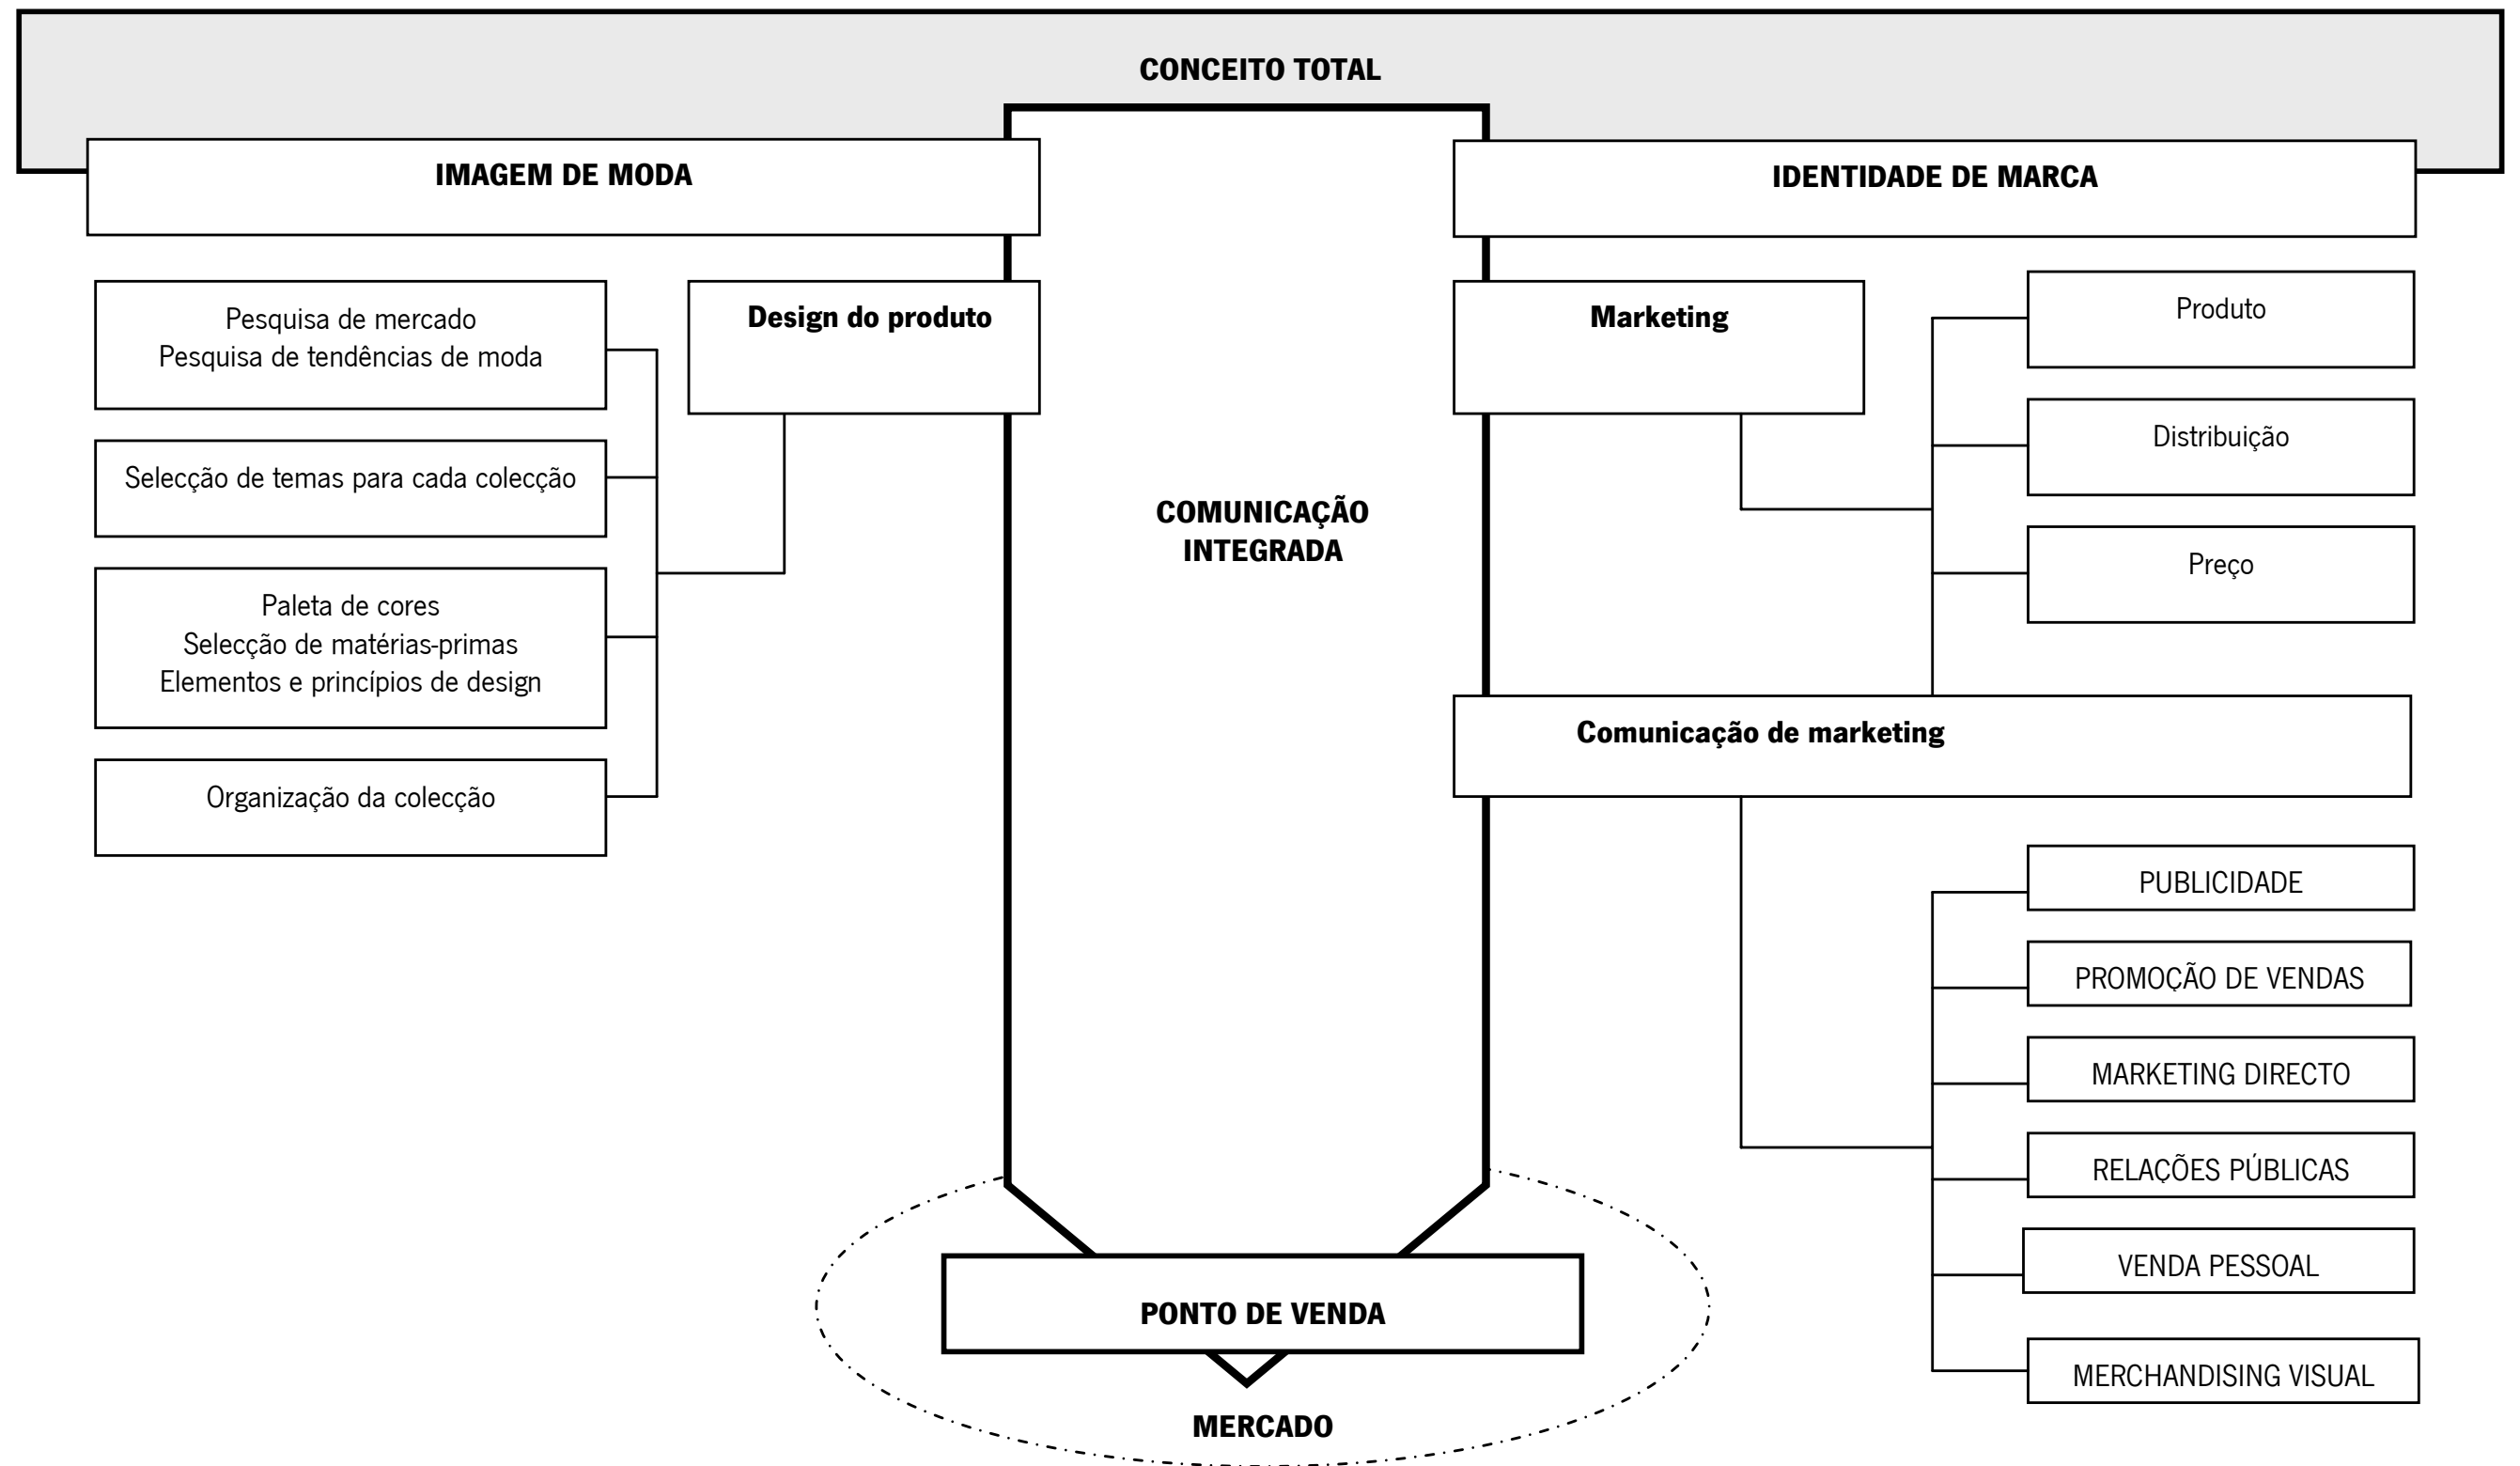 CONCEITO TOTAL
IMAGEM DE MODA
IDENTIDADE DE MARCA
Pesquisa de mercado
Pesquisa de tendências de moda
Selecção de temas para cada colecção
Paleta de cores
Selecção de matérias-primas
Elementos e princípios de design
Organização da colecção
Design do produto
COMUNICAÇÃO
INTEGRADA
Marketing
Produto
Distribuição
Preço
Comunicação de marketing
PUBLICIDADE
PROMOÇÃO DE VENDAS
MARKETING DIRECTO
RELAÇÕES PÚBLICAS
VENDA PESSOAL
MERCHANDISING VISUAL
PONTO DE VENDA
MERCADO